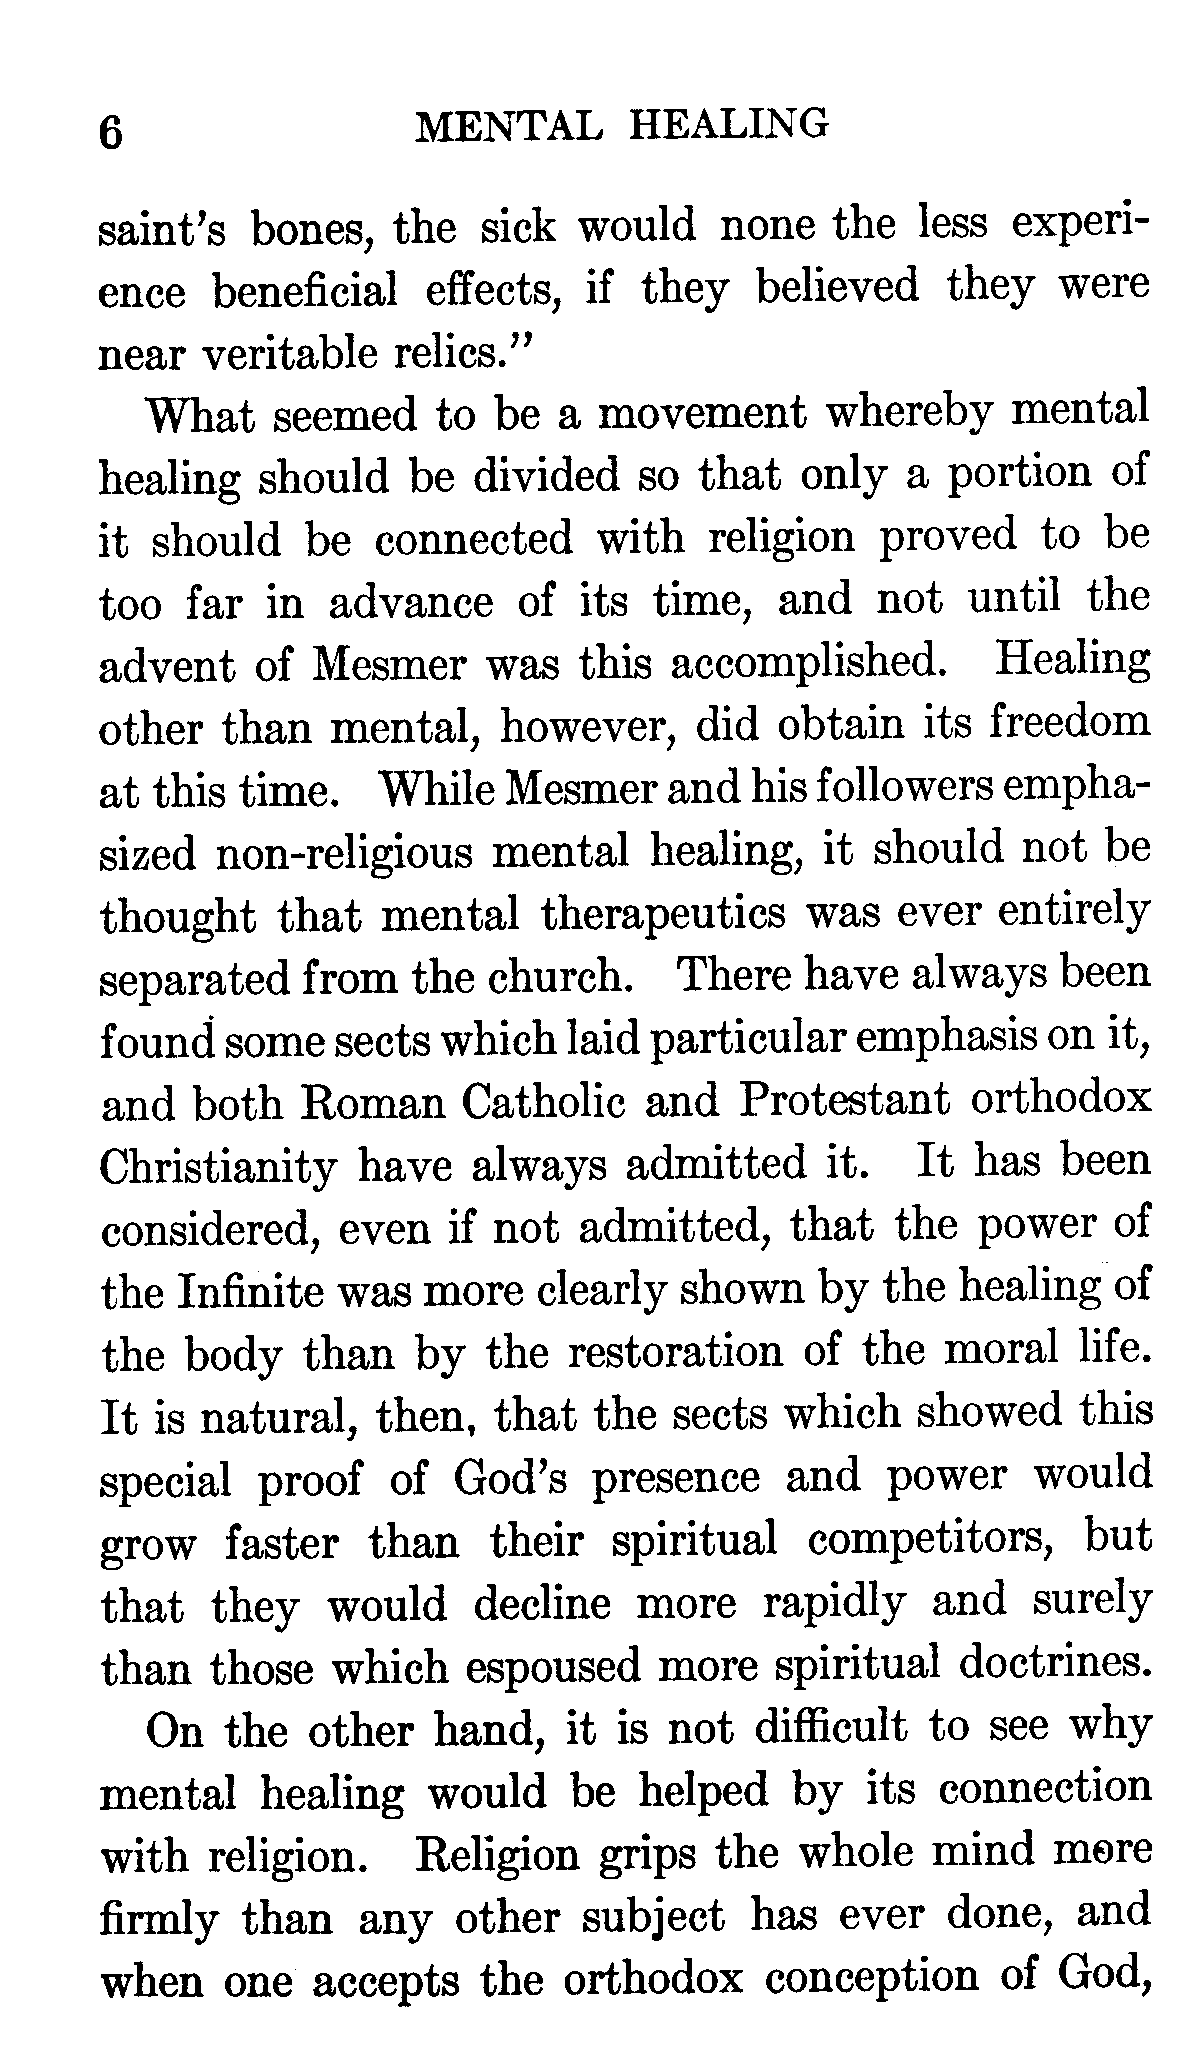 6 MENTAL HEALING
saint's bones, the sick would none the less experi-
ence beneficial effects, if they believed they were
near veritable relics."
What seemed to be a movement whereby mental
healing should be divided so that only a portion of
it should be connected with religion proved to be
too far in advance of its time, and not until the
advent of Mesmer was this accomplished. Healing
other than mental, however, did obtain its freedom
at this time. While Mesmer and his followers empha-
sized non-religious mental healing, it should not be
thought that mental therapeutics was ever entirely
separated from the church. There have always been
found some sects which laid particular emphasis on it,
and both Roman Catholic and Protestant orthodox
Christianity have always admitted it. It has been
considered, even if not admitted, that the power of
the Infinite was more clearly shown by the healing of
the body than by the restoration of the moral life.
It is natural, then, that the sects which showed this
special proof of God's presence and power would
grow faster than their spiritual competitors, but
that they would decline more rapidly and surely
than those which espoused more spiritual doctrines.
On the other hand, it is not difficult to see why
mental healing would be helped by its connection
with religion. Religion grips the whole mind more
firmly than any other subject has ever done, and
when one accepts the orthodox conception of God,